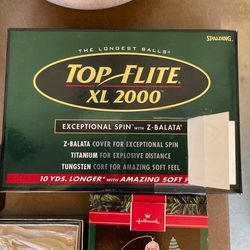 SPALDING
THE LONGEST BALLS
TOP-FLITE
XL 2000
EXCEPTIONAL SPIN WITH Z-BALATA
Z-BALATA COVER FOR EXCEPTIONAL SPIN
TITANIUM FOR EXPLOSIVE DISTANCE
TUNGSTEN CORE FOR AMAZING SOFT FEEL
10 YDS. LONGER* WITH AMAZING SOFT F
Hallmark